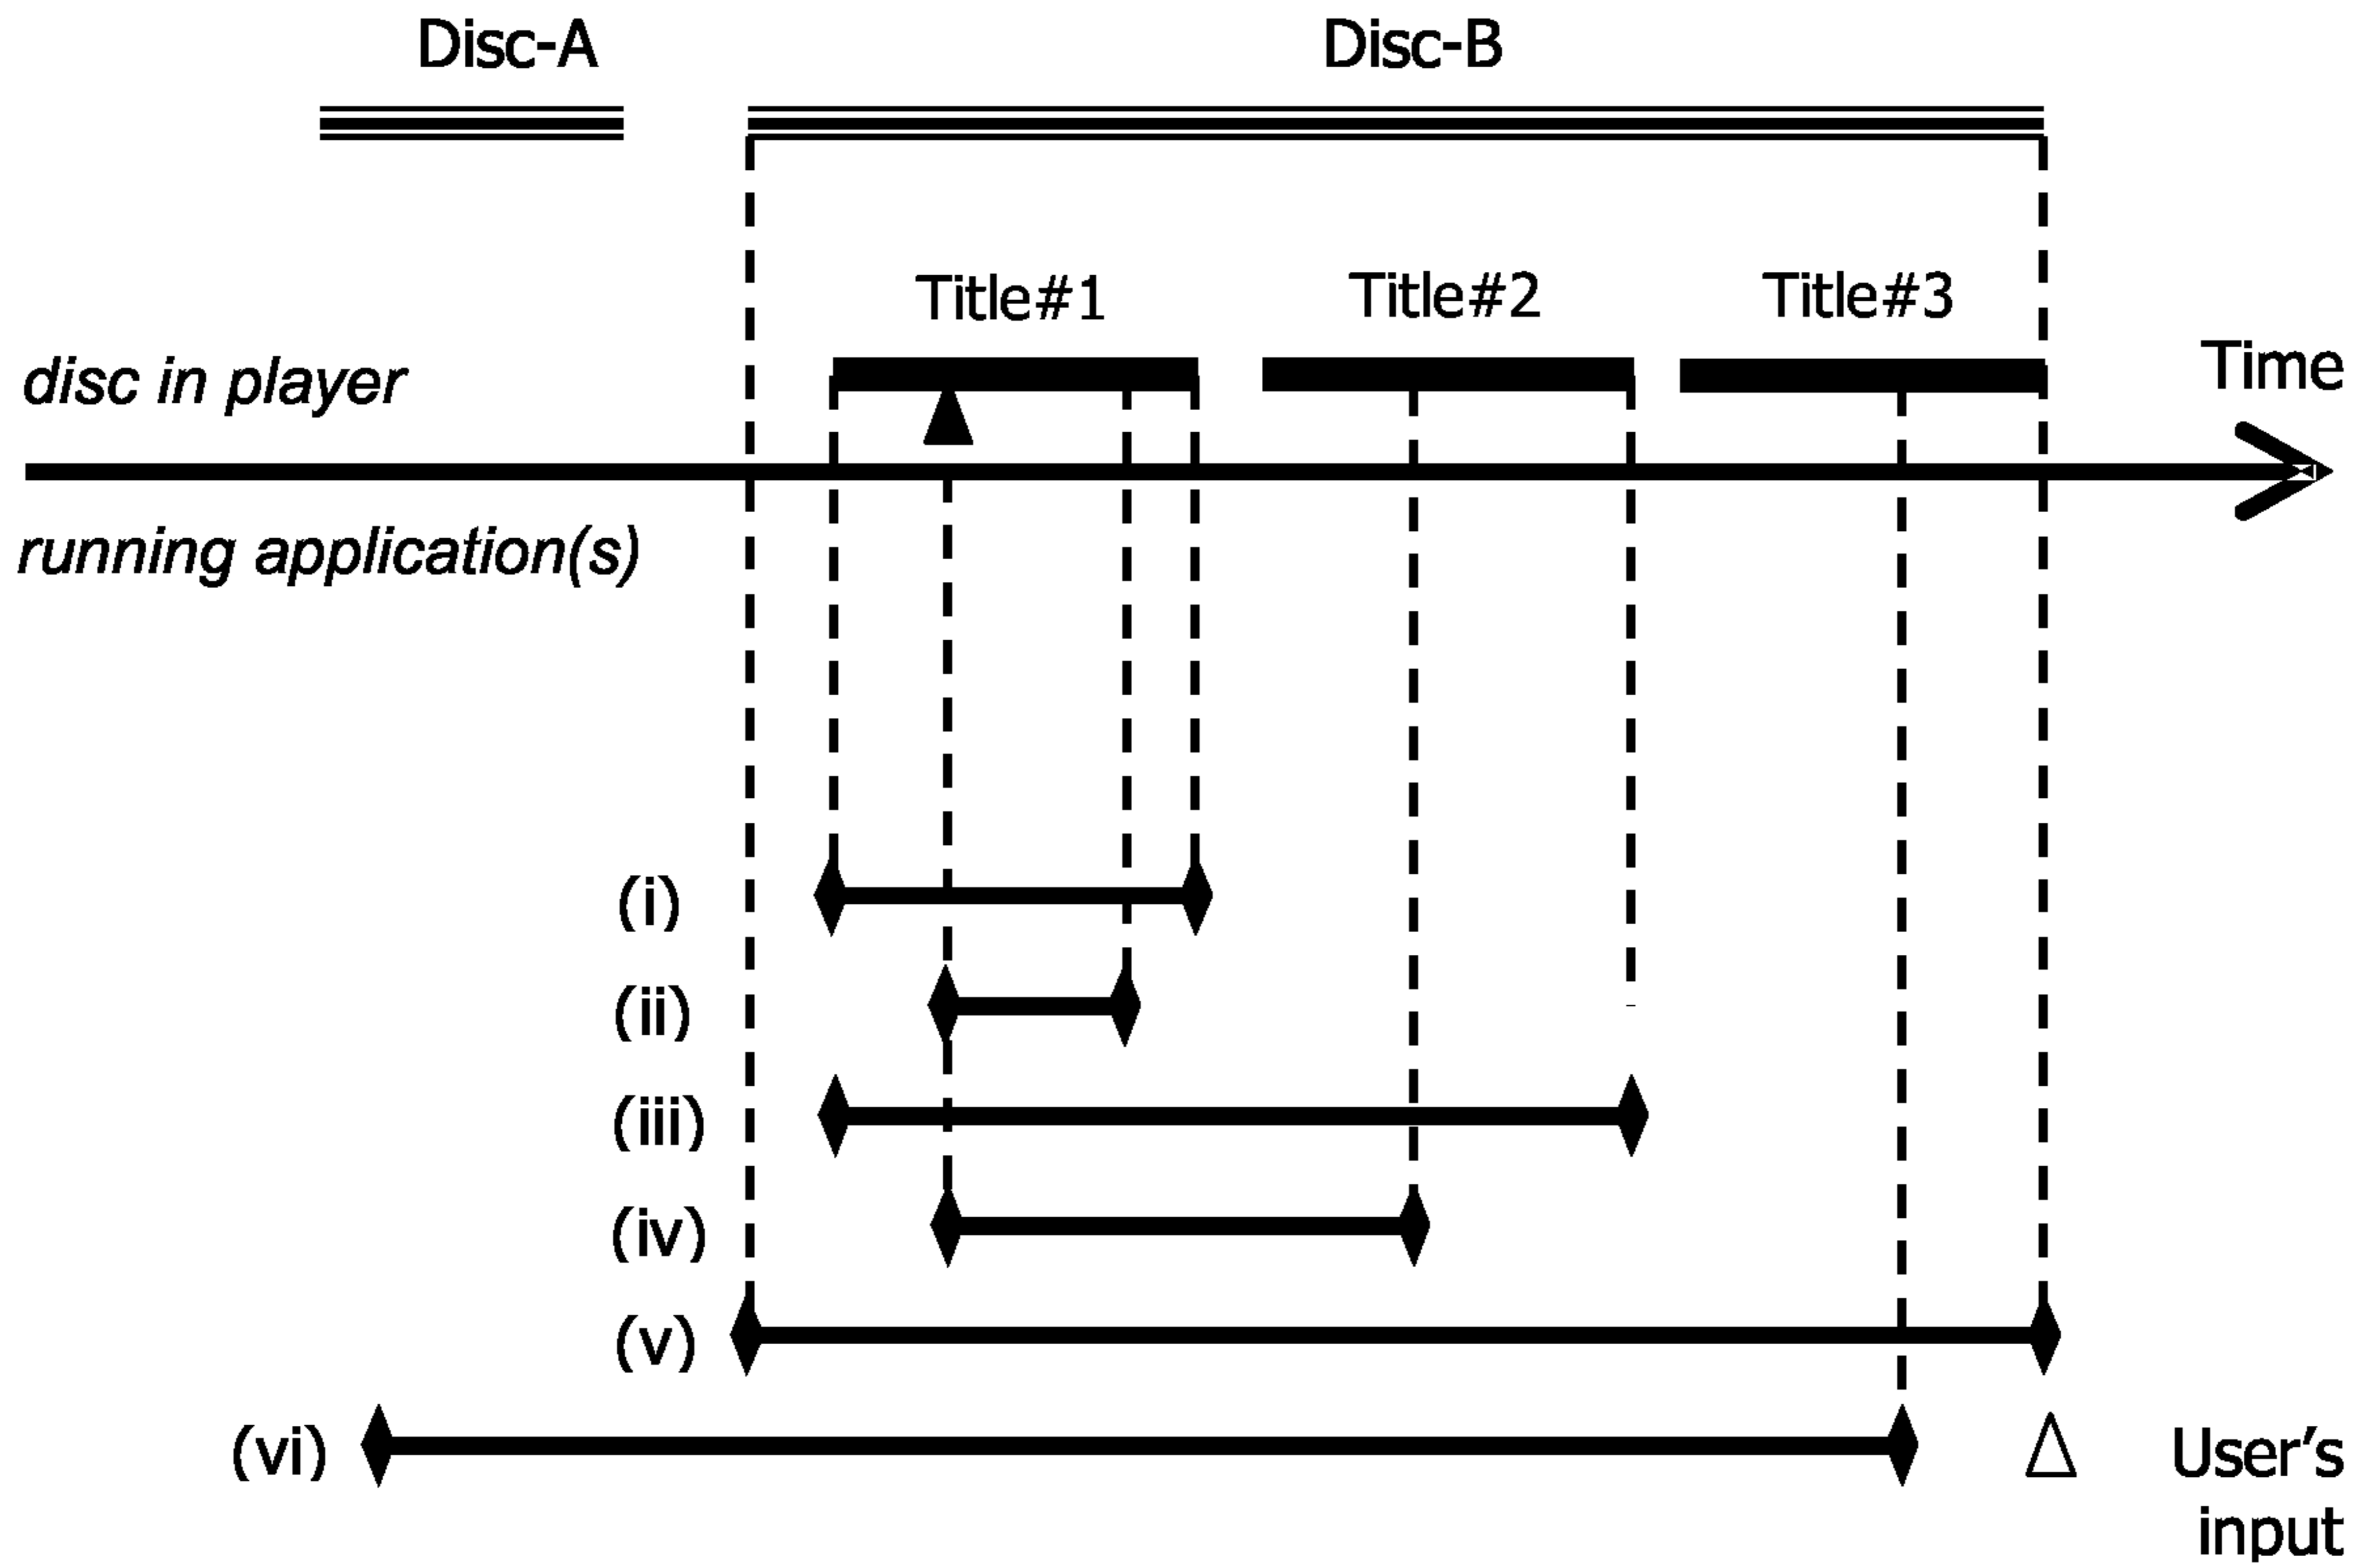 Disc-A
Disc-B
Title#1
Title#2
Title#3
disc in player
Time
running application(s)
(i)
(ii)
(iii)
(iv)
(v)
(vi)
User's
input